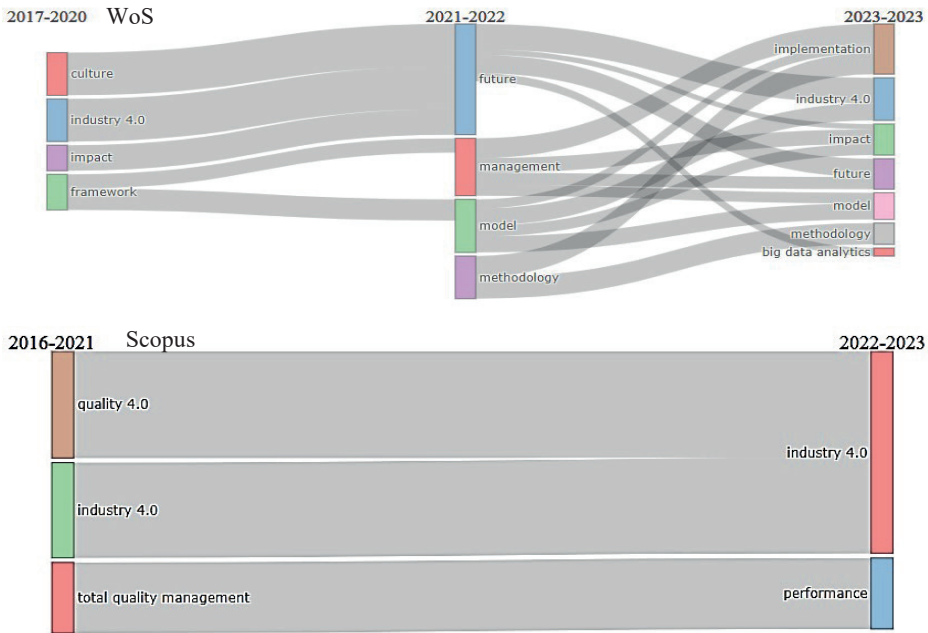 2017-2020 WoS 2021-2022 2023-2023
culture
industry 4.0
impact
framework
future
management
model
methodology
implementation
industry 4.0
impact
future
model
methodology
big data analytics
2016-2021 Scopus 2022-2023
quality 4.0
industry 4.0
total quality management
industry 4.0
performance